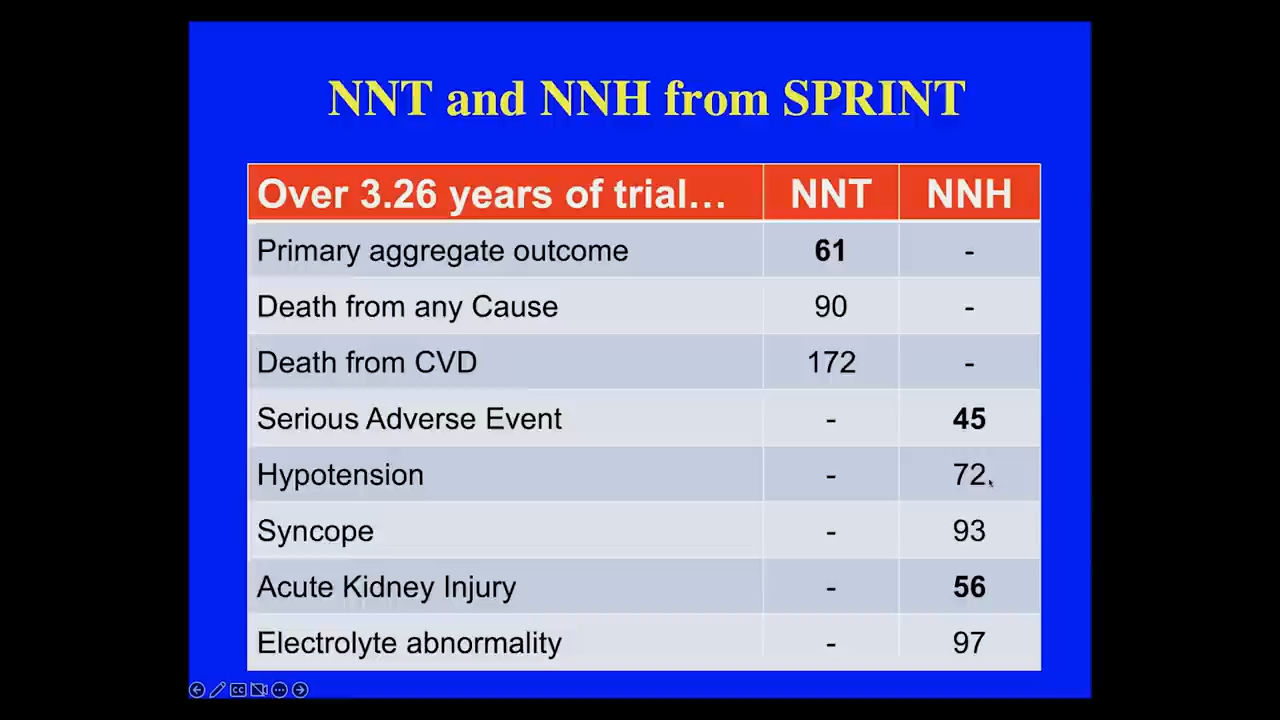 NNT and NNH from SPRINT
Over 3.26 years of trial... NNT NNH
Primary aggregate outcome 61 -
Death from any Cause 90 -
Death from CVD 172 -
Serious Adverse Event - 45
Hypotension - 72
Syncope - 93
Acute Kidney Injury - 56
Electrolyte abnormality - 97
CC